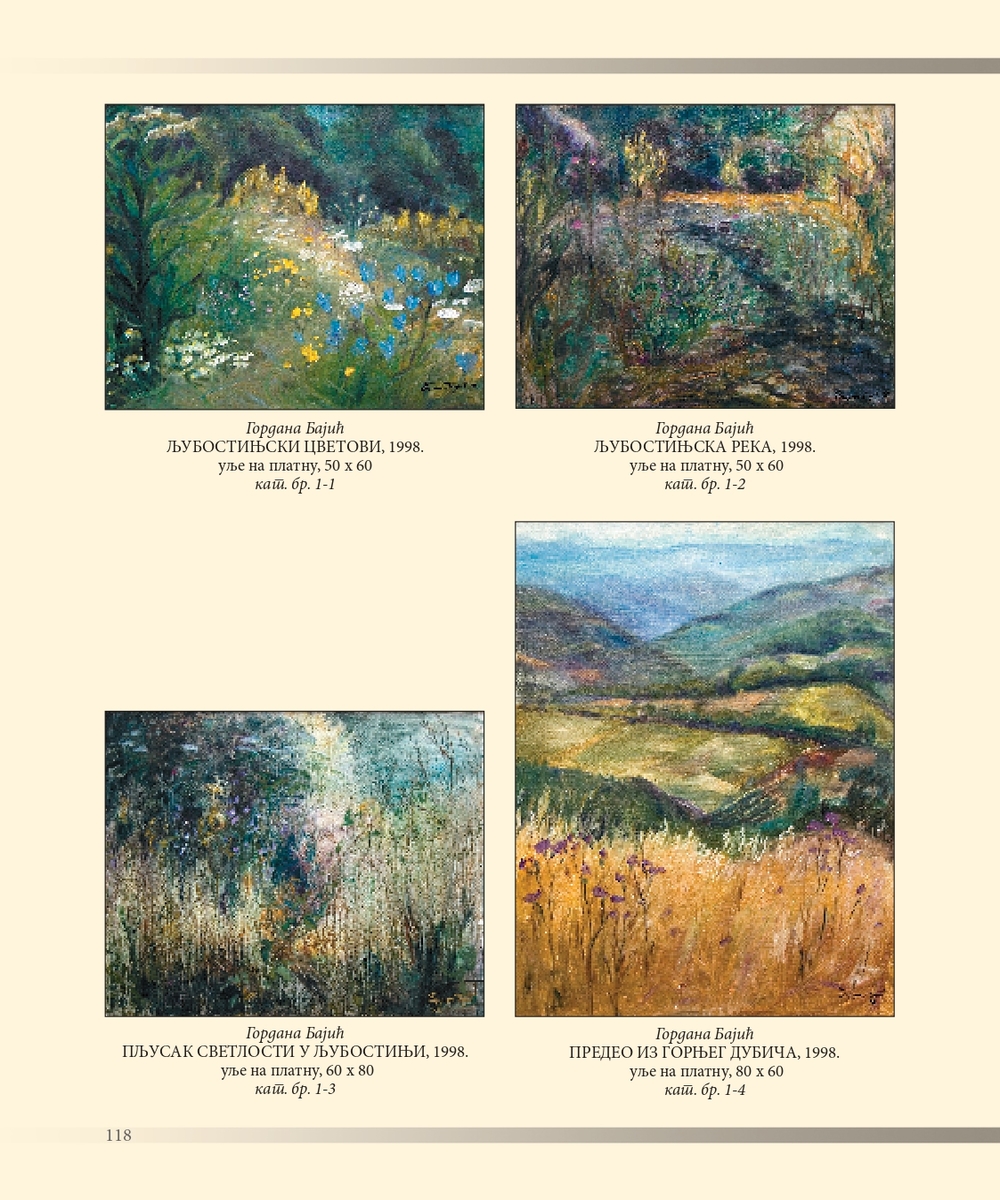 Гордана Бајић
ЉУБОСТИЊСКИ ЦВЕТОВИ, 1998.
уље на платну, 50 х 60
кат. бр. 1-1
Гордана Бајић
ЉУБОСТИЊСКА РЕКА, 1998.
уље на платну, 50 х 60
кат. бр. 1-2
Гордана Бајић
ПЉУСАК СВЕТЛОСТИ У ЉУБОСТИЊИ, 1998.
уље на платну, 60 х 80
кат. бр. 1-3
Гордана Бајић
ПРЕДЕО ИЗ ГОРЊЕГ ДУБИЧА, 1998.
уље на платну, 80 х 60
кат. бр. 1-4
118